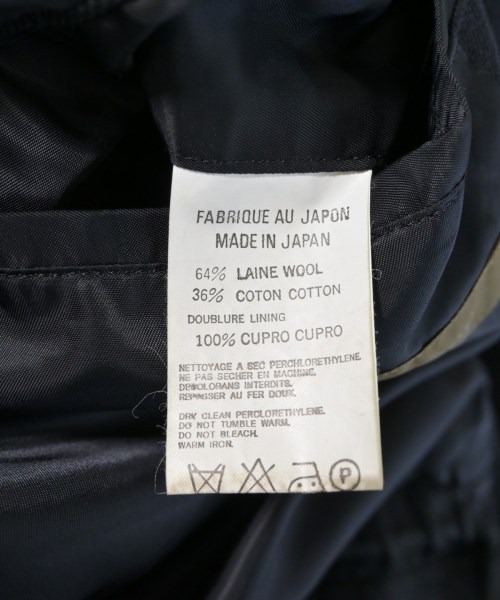 FABRIQUE AU JAPON
MADE IN JAPAN
64% LAINE WOOL
36% COTON COTTON
DOUBLURE LINING
100% CUPRO CUPRO
NETTOYAGE A SEC PERCHLORETHYLENE.
NE PAS SECHER EN MACHINE.
DESOLORANS INTERDITS.
REPASSER AU FER DOUX.
DRY CLEAN PERCLORETHYLENE.
DO NOT TUMBLE WARM.
DO NOT BLEACH.
WARM IRON.
P